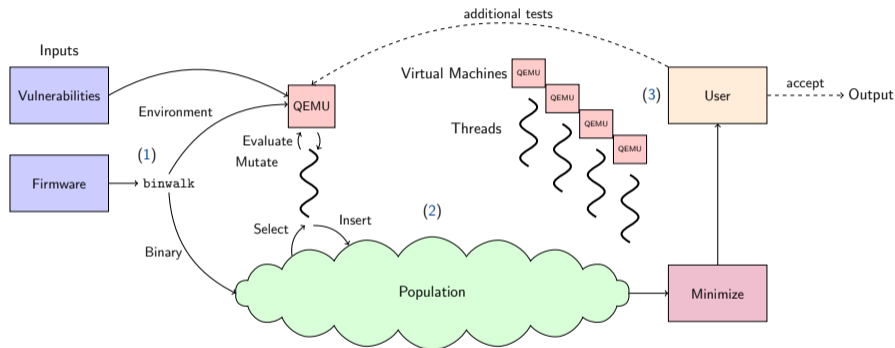 additional tests
Inputs
Vulnerabilities
QEMU
Virtual Machines
QEMU
QEMU
QEMU
QEMU
(3)
User
accept
Output
Environment
Threads
Evaluate
Mutate
(1)
Firmware
binwalk
Select
Insert
(2)
Binary
Population
Minimize